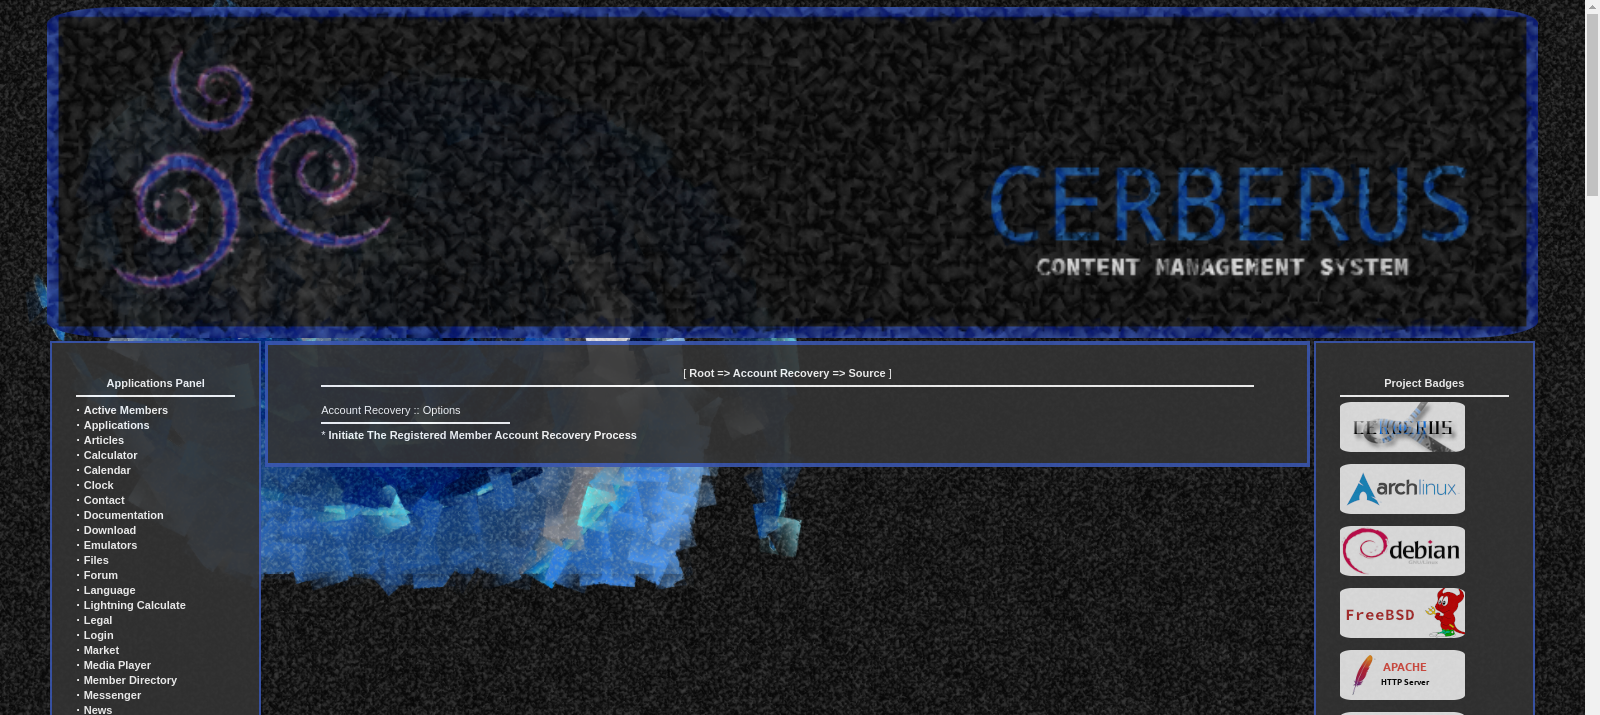 CERBERUS
CONTENT MANAGEMENT SYSTEM
Applications Panel
· Active Members
· Applications
· Articles
· Calculator
· Calendar
· Clock
· Contact
· Documentation
· Download
· Emulators
· Files
· Forum
· Language
· Lightning Calculate
· Legal
· Login
· Market
· Media Player
· Member Directory
· Messenger
· News
[ Root => Account Recovery => Source ]
Account Recovery :: Options
* Initiate The Registered Member Account Recovery Process
Project Badges
CERBERUS
archlinux
debian
FreeBSD
APACHE
HTTP Server